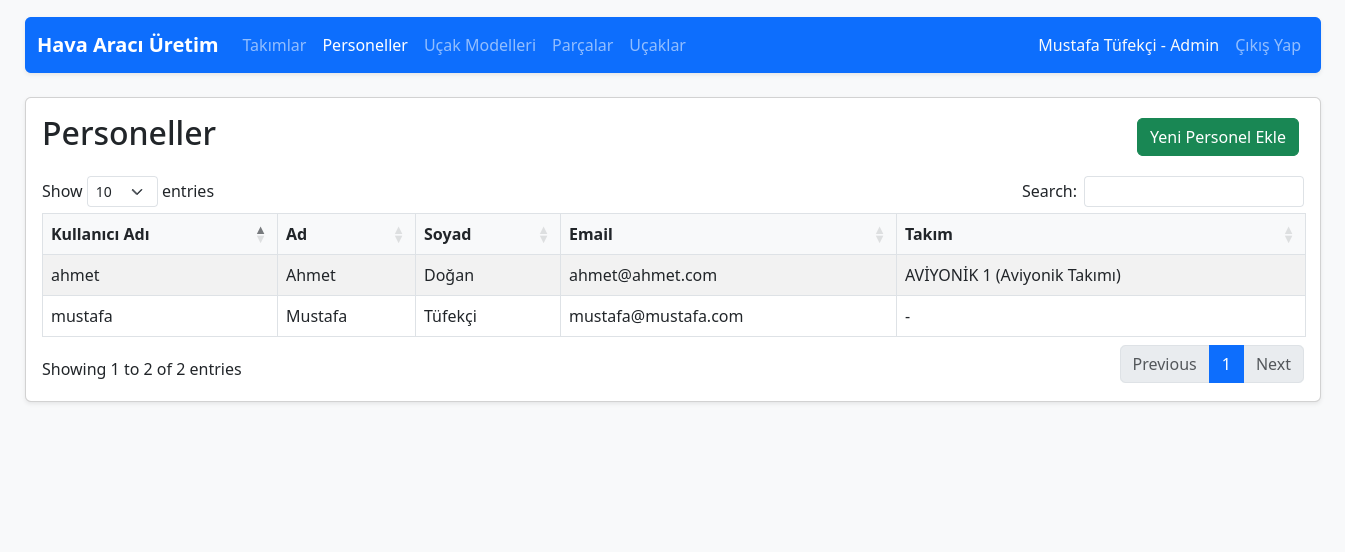 Hava Aracı Üretim Takımlar Personeller Uçak Modelleri Parçalar Uçaklar Mustafa Tüfekçi - Admin Çıkış Yap
Personeller Yeni Personel Ekle
Show 10 entries Search:
Kullanıcı Adı Ad Soyad Email Takım
ahmet Ahmet Doğan ahmet@ahmet.com AVİYONİK 1 (Aviyonik Takımı)
mustafa Mustafa Tüfekçi mustafa@mustafa.com -
Showing 1 to 2 of 2 entries Previous 1 Next